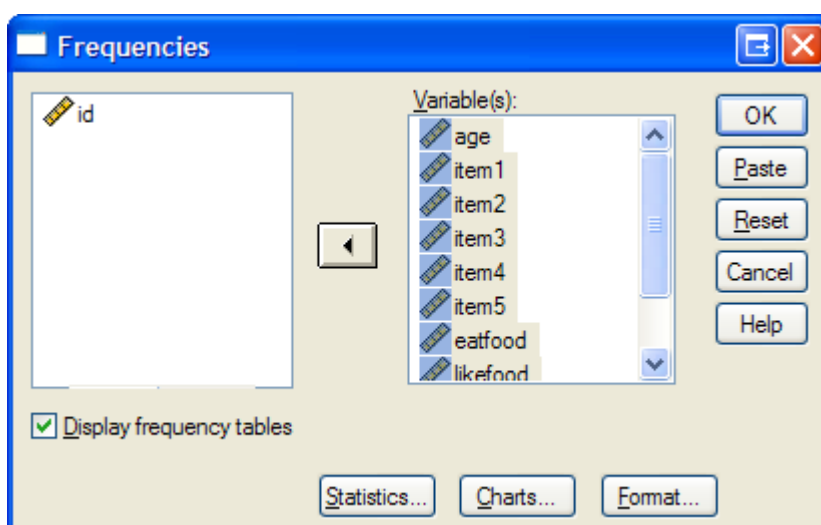 Frequencies
id
Variable(s):
age
item1
item2
item3
item4
item5
eatfood
likefood
OK
Paste
Reset
Cancel
Help
Display frequency tables
Statistics...
Charts...
Format...